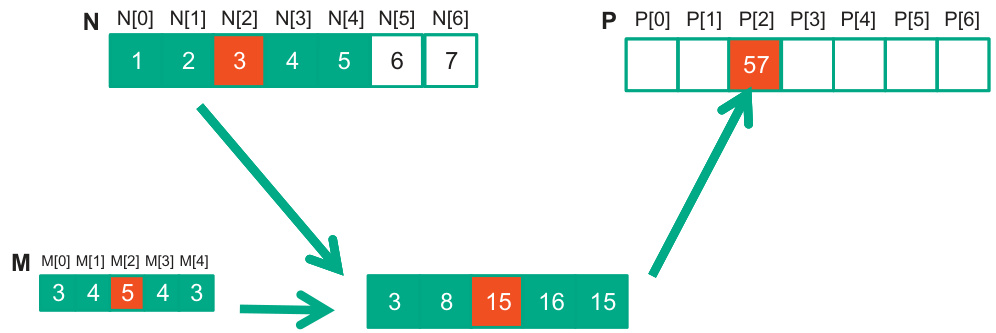 N N[0] N[1] N[2] N[3] N[4] N[5] N[6]
1 2 3 4 5 6 7
P P[0] P[1] P[2] P[3] P[4] P[5] P[6]
57
M M[0] M[1] M[2] M[3] M[4]
3 4 5 4 3
3 8 15 16 15